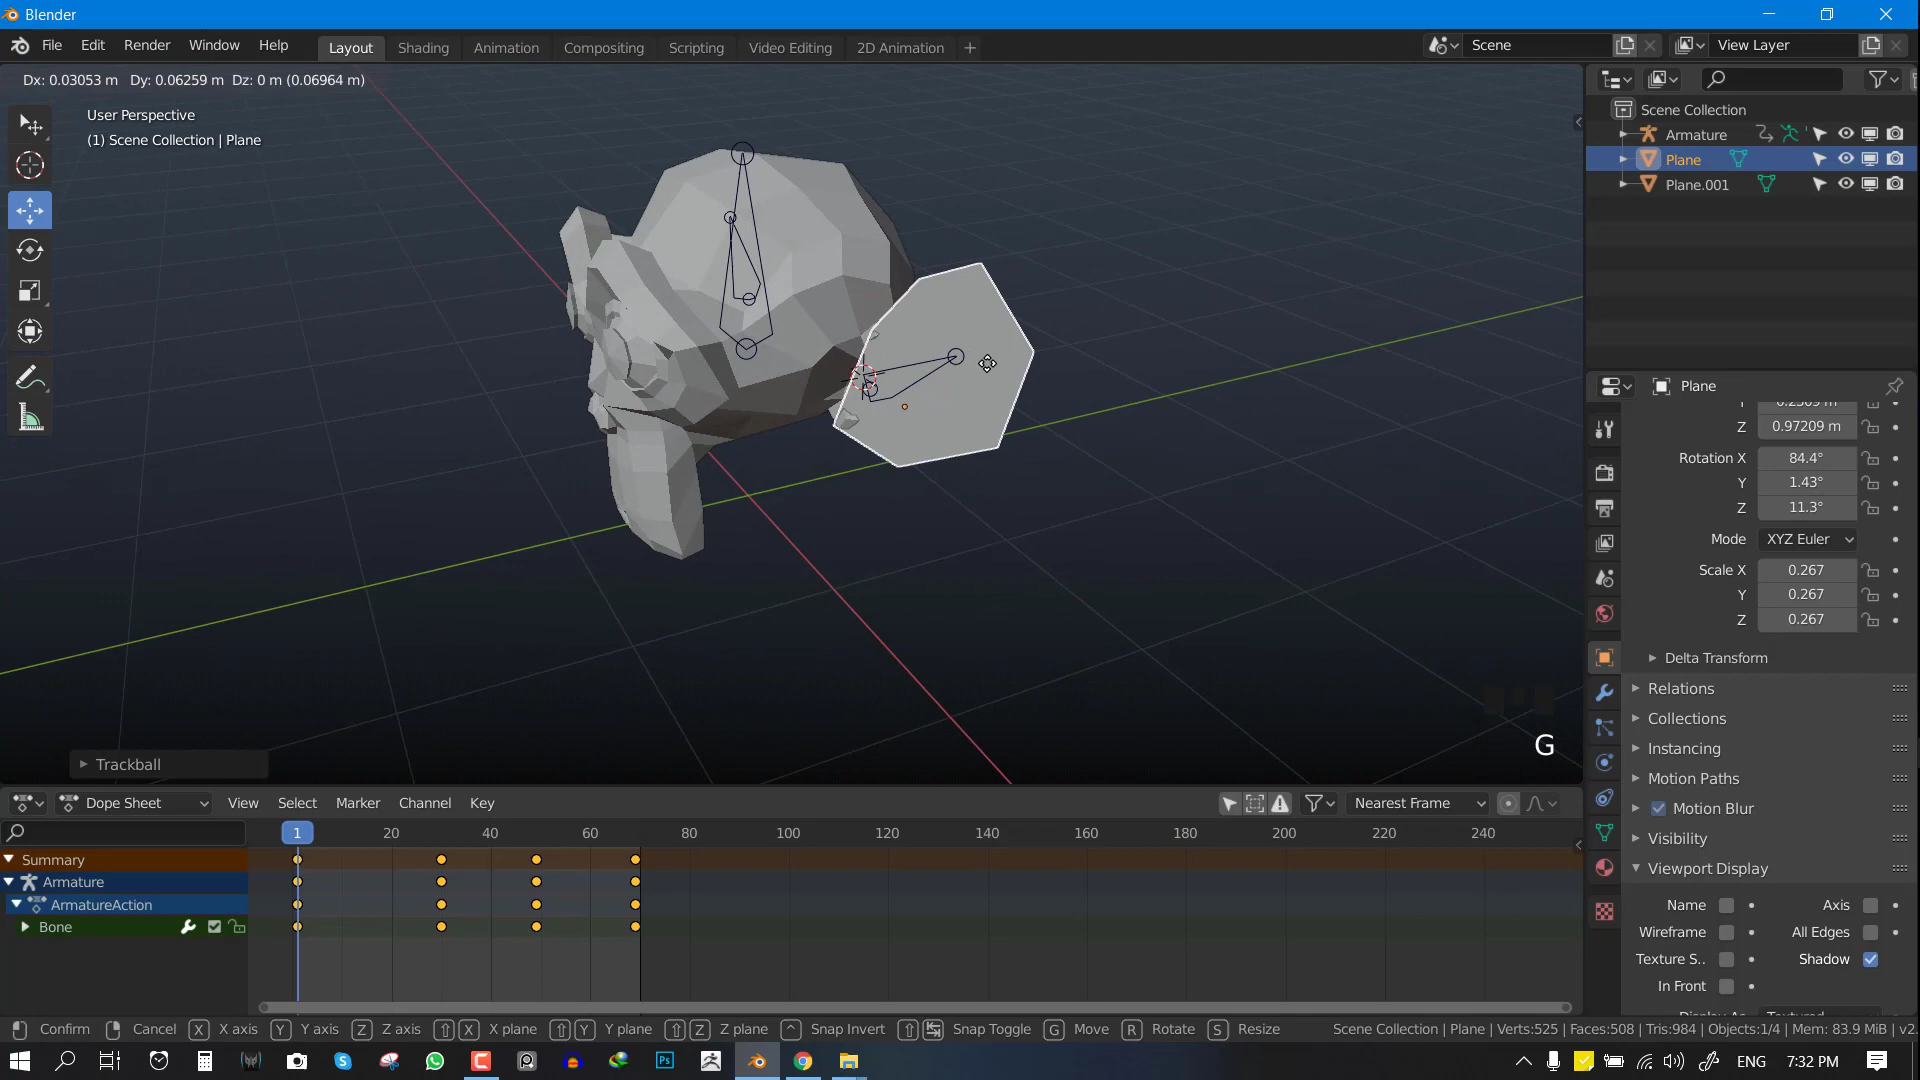 Blender
File Edit Render Window Help Layout Shading Animation Compositing Scripting Video Editing 2D Animation + Scene View Layer
Dx: 0.03053 m Dy: 0.06259 m Dz: 0 m (0.06964 m)
User Perspective
(1) Scene Collection | Plane
Scene Collection
Armature
Plane
Plane.001
Plane
Z 0.97209 m
Rotation X 84.4°
Y 1.43°
Z 11.3°
Mode XYZ Euler
Scale X 0.267
Y 0.267
Z 0.267
Delta Transform
Relations
Collections
Instancing
Motion Paths
Motion Blur
Visibility
Viewport Display
Name Axis
Wireframe All Edges
Texture S.. Shadow
In Front
G
Trackball
Dope Sheet View Select Marker Channel Key Nearest Frame
1 20 40 60 80 100 120 140 160 180 200 220 240
Summary
Armature
ArmatureAction
Bone
Confirm Cancel X X axis Y Y axis Z Z axis X X plane Y Y plane Z Z plane ^ Snap Invert Snap Toggle G Move R Rotate S Resize Scene Collection | Plane | Verts:525 | Faces:508 | Tris:984 | Objects:1/4 | Mem: 83.9 MiB | v2.
ENG 7:32 PM